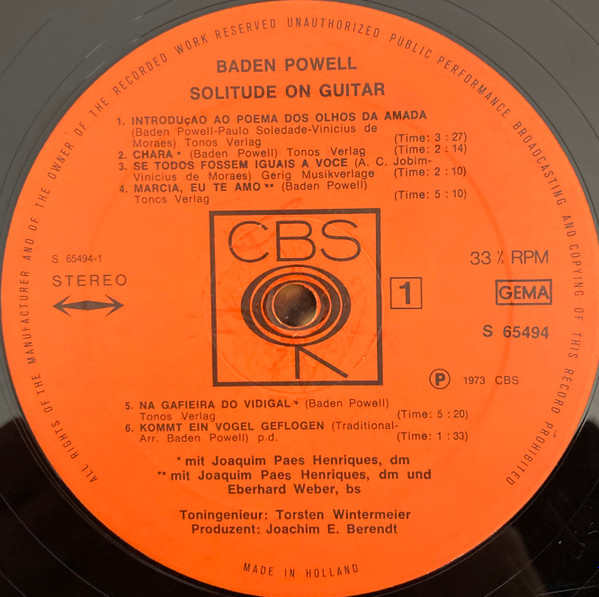 ALL RIGHTS OF THE MANUFACTURER AND OF THE OWNER OF THE RECORDED WORK RESERVED UNAUTHORIZED PUBLIC PERFORMANCE BROADCASTING AND COPYING OF THIS RECORD PROHIBITED
BADEN POWELL
SOLITUDE ON GUITAR
1. INTRODUçAO AO POEMA DOS OLHOS DA AMADA
(Baden Powell-Paulo Soledade-Vinicius de
Moraes) Tonos Verlag (Time: 3 : 27)
2. CHARA * (Baden Powell) Tonos Verlag (Time: 2 : 14)
3. SE TODOS FOSSEM IGUAIS A VOCE (A. C. Jobim-
Vinicius de Moraes) Gerig Musikverlage (Time: 2 : 10)
4. MARCIA, EU TE AMO ** (Baden Powell)
Tonos Verlag (Time: 5 : 10)
CBS
S 65494-1
STEREO
1
33 ⅓ RPM
GEMA
S 65494
Ⓟ 1973 CBS
5. NA GAFIEIRA DO VIDIGAL * (Baden Powell)
Tonos Verlag (Time: 5 : 20)
6. KOMMT EIN VOGEL GEFLOGEN (Traditional-
Arr. Baden Powell) p.d. (Time: 1 : 33)
* mit Joaquim Paes Henriques, dm
** mit Joaquim Paes Henriques, dm und
Eberhard Weber, bs
Toningenieur: Torsten Wintermeier
Produzent: Joachim E. Berendt
MADE IN HOLLAND